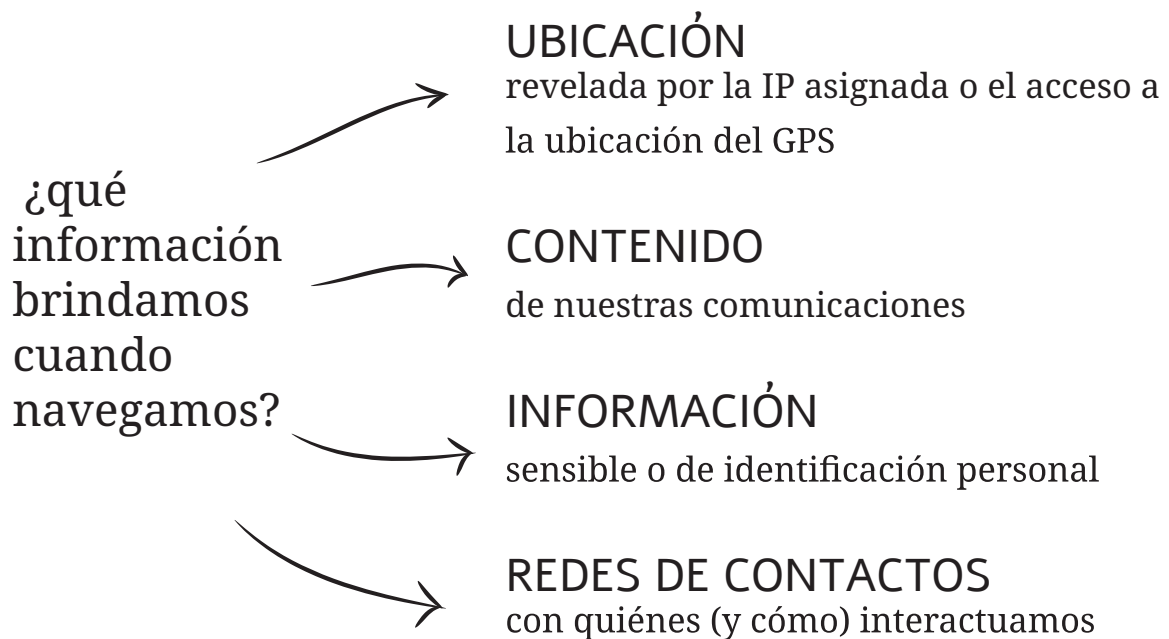 ¿qué
información
brindamos
cuando
navegamos?
UBICACIÓN
revelada por la IP asignada o el acceso a
la ubicación del GPS
CONTENIDO
de nuestras comunicaciones
INFORMACIÓN
sensible o de identificación personal
REDES DE CONTACTOS
con quiénes (y cómo) interactuamos